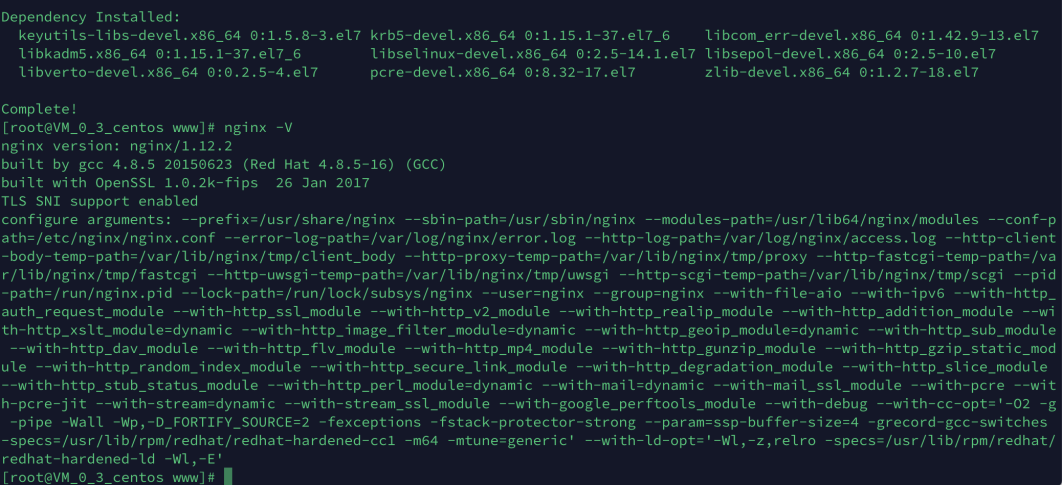 Dependency Installed:
  keyutils-libs-devel.x86_64 0:1.5.8-3.el7 krb5-devel.x86_64 0:1.15.1-37.el7_6    libcom_err-devel.x86_64 0:1.42.9-13.el7
  libkadm5.x86_64 0:1.15.1-37.el7_6        libselinux-devel.x86_64 0:2.5-14.1.el7 libsepol-devel.x86_64 0:2.5-10.el7
  libverto-devel.x86_64 0:0.2.5-4.el7      pcre-devel.x86_64 0:8.32-17.el7        zlib-devel.x86_64 0:1.2.7-18.el7

Complete!
[root@VM_0_3_centos www]# nginx -V
nginx version: nginx/1.12.2
built by gcc 4.8.5 20150623 (Red Hat 4.8.5-16) (GCC)
built with OpenSSL 1.0.2k-fips  26 Jan 2017
TLS SNI support enabled
configure arguments: --prefix=/usr/share/nginx --sbin-path=/usr/sbin/nginx --modules-path=/usr/lib64/nginx/modules --conf-p
ath=/etc/nginx/nginx.conf --error-log-path=/var/log/nginx/error.log --http-log-path=/var/log/nginx/access.log --http-client
-body-temp-path=/var/lib/nginx/tmp/client_body --http-proxy-temp-path=/var/lib/nginx/tmp/proxy --http-fastcgi-temp-path=/va
r/lib/nginx/tmp/fastcgi --http-uwsgi-temp-path=/var/lib/nginx/tmp/uwsgi --http-scgi-temp-path=/var/lib/nginx/tmp/scgi --pid
-path=/run/nginx.pid --lock-path=/run/lock/subsys/nginx --user=nginx --group=nginx --with-file-aio --with-ipv6 --with-http_
auth_request_module --with-http_ssl_module --with-http_v2_module --with-http_realip_module --with-http_addition_module --wi
th-http_xslt_module=dynamic --with-http_image_filter_module=dynamic --with-http_geoip_module=dynamic --with-http_sub_module
 --with-http_dav_module --with-http_flv_module --with-http_mp4_module --with-http_gunzip_module --with-http_gzip_static_mod
ule --with-http_random_index_module --with-http_secure_link_module --with-http_degradation_module --with-http_slice_module
--with-http_stub_status_module --with-http_perl_module=dynamic --with-mail=dynamic --with-mail_ssl_module --with-pcre --wit
h-pcre-jit --with-stream=dynamic --with-stream_ssl_module --with-google_perftools_module --with-debug --with-cc-opt='-O2 -g
 -pipe -Wall -Wp,-D_FORTIFY_SOURCE=2 -fexceptions -fstack-protector-strong --param=ssp-buffer-size=4 -grecord-gcc-switches
-specs=/usr/lib/rpm/redhat/redhat-hardened-cc1 -m64 -mtune=generic' --with-ld-opt='-Wl,-z,relro -specs=/usr/lib/rpm/redhat/
redhat-hardened-ld -Wl,-E'
[root@VM_0_3_centos www]#